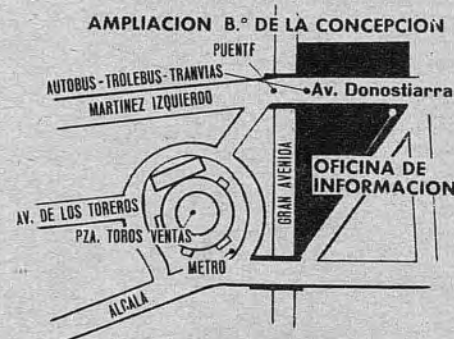 AMPLIACION B.º DE LA CONCEPCION
PUENTE
AUTOBUS-TROLEBUS-TRANVIAS
Av. Donostiarra
MARTINEZ IZQUIERDO
GRAN AVENIDA
OFICINA DE
INFORMACION
AV. DE LOS TOREROS
PZA. TOROS VENTAS
METRO
ALCALA